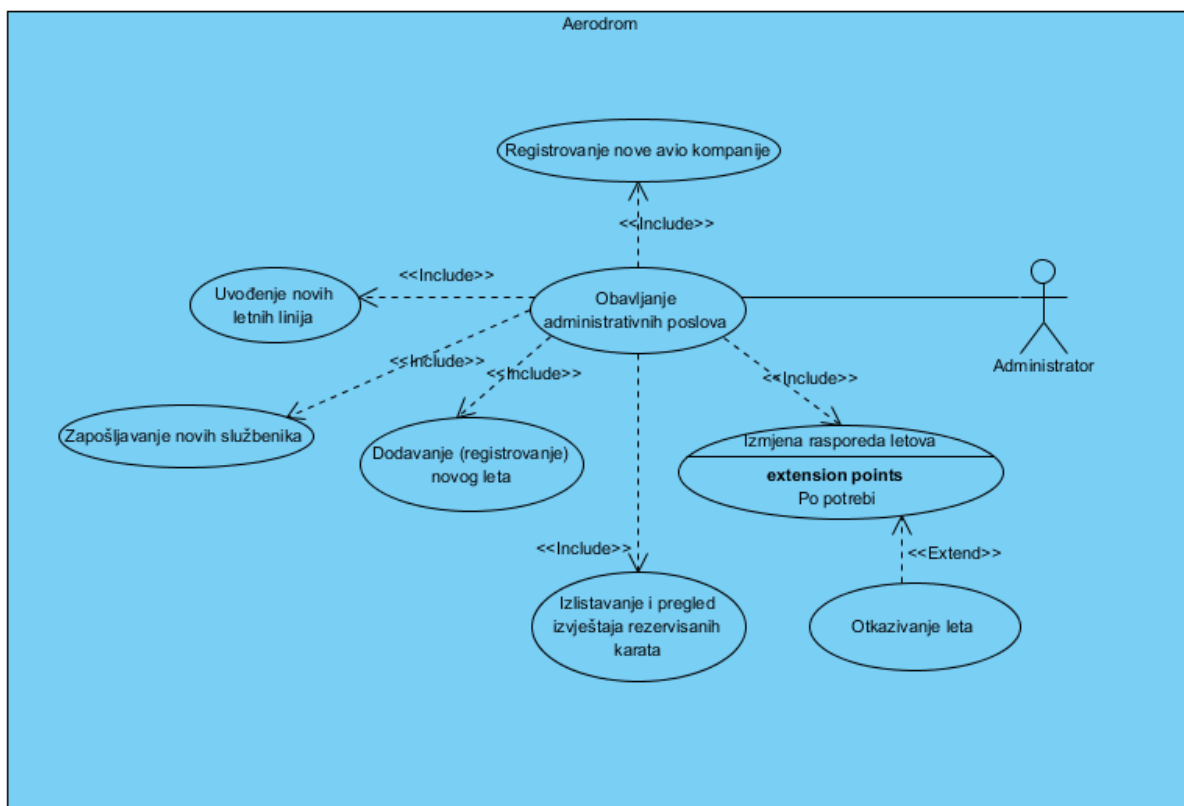 Aerodrom
Registrovanje nove avio kompanije
<<Include>>
<<Include>>
Uvođenje novih
letnih linija
Obavljanje
administrativnih poslova
Administrator
<<Include>>
<<Include>>
<<Include>>
Zapošljavanje novih službenika
Dodavanje (registrovanje)
novog leta
Izmjena rasporeda letova
extension points
Po potrebi
<<Include>>
<<Extend>>
Izlistavanje i pregled
izvještaja rezervisanih
karata
Otkazivanje leta